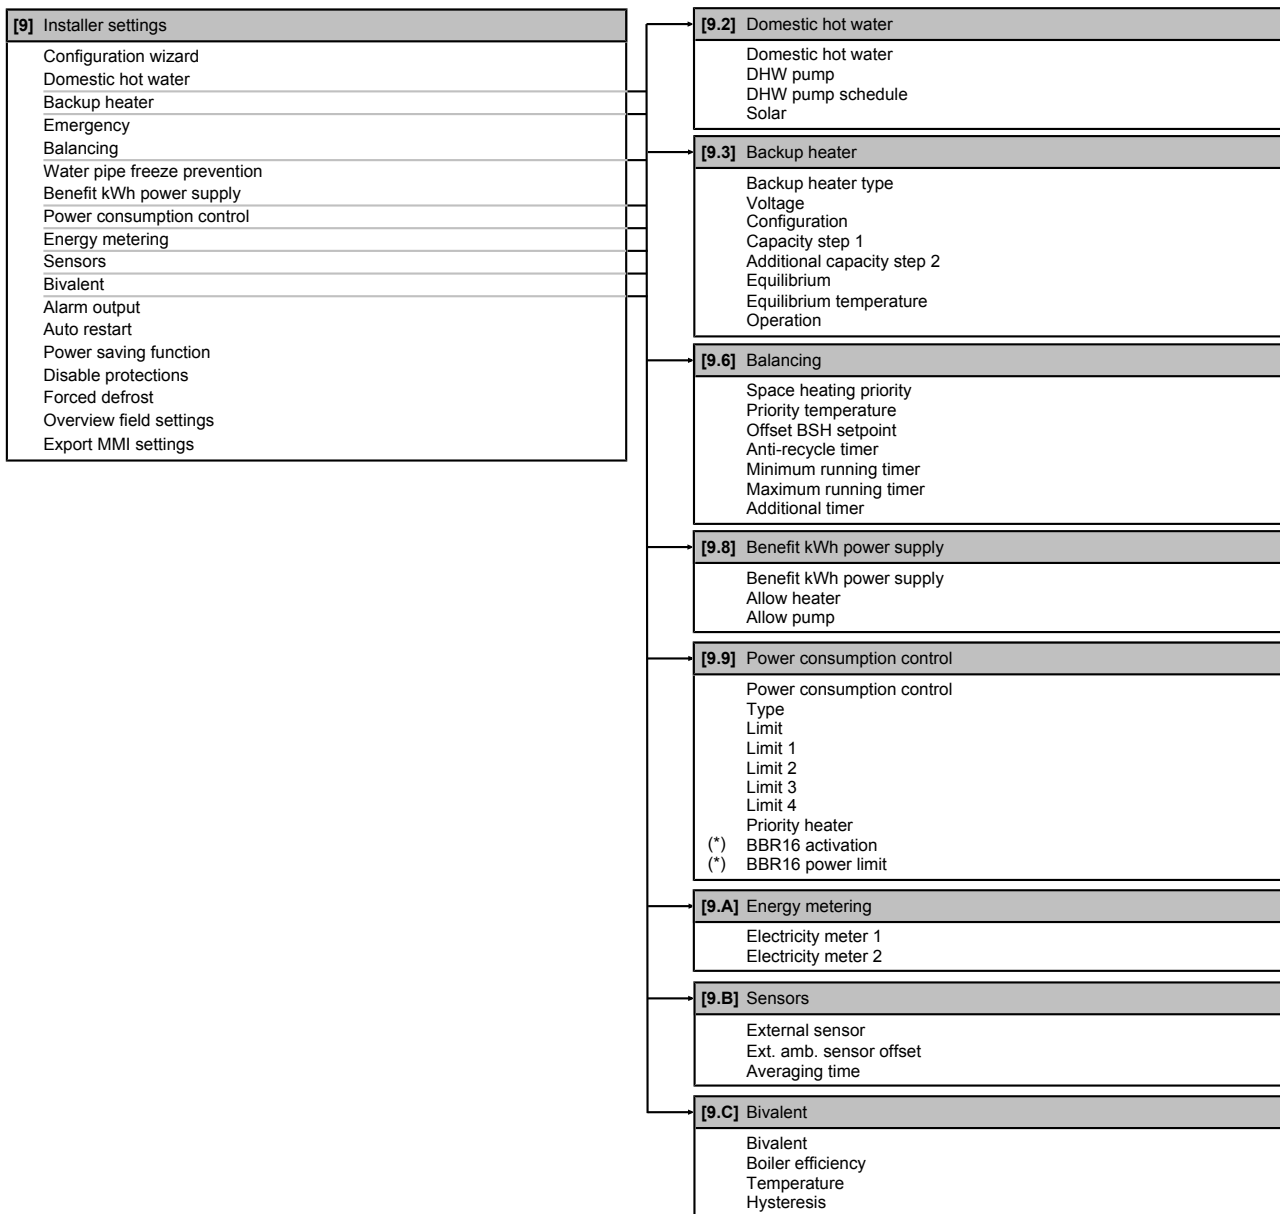 [9] Installer settings
Configuration wizard
Domestic hot water
Backup heater
Emergency
Balancing
Water pipe freeze prevention
Benefit kWh power supply
Power consumption control
Energy metering
Sensors
Bivalent
Alarm output
Auto restart
Power saving function
Disable protections
Forced defrost
Overview field settings
Export MMI settings
[9.2] Domestic hot water
Domestic hot water
DHW pump
DHW pump schedule
Solar
[9.3] Backup heater
Backup heater type
Voltage
Configuration
Capacity step 1
Additional capacity step 2
Equilibrium
Equilibrium temperature
Operation
[9.6] Balancing
Space heating priority
Priority temperature
Offset BSH setpoint
Anti-recycle timer
Minimum running timer
Maximum running timer
Additional timer
[9.8] Benefit kWh power supply
Benefit kWh power supply
Allow heater
Allow pump
[9.9] Power consumption control
Power consumption control
Type
Limit
Limit 1
Limit 2
Limit 3
Limit 4
Priority heater
(*) BBR16 activation
(*) BBR16 power limit
[9.A] Energy metering
Electricity meter 1
Electricity meter 2
[9.B] Sensors
External sensor
Ext. amb. sensor offset
Averaging time
[9.C] Bivalent
Bivalent
Boiler efficiency
Temperature
Hysteresis